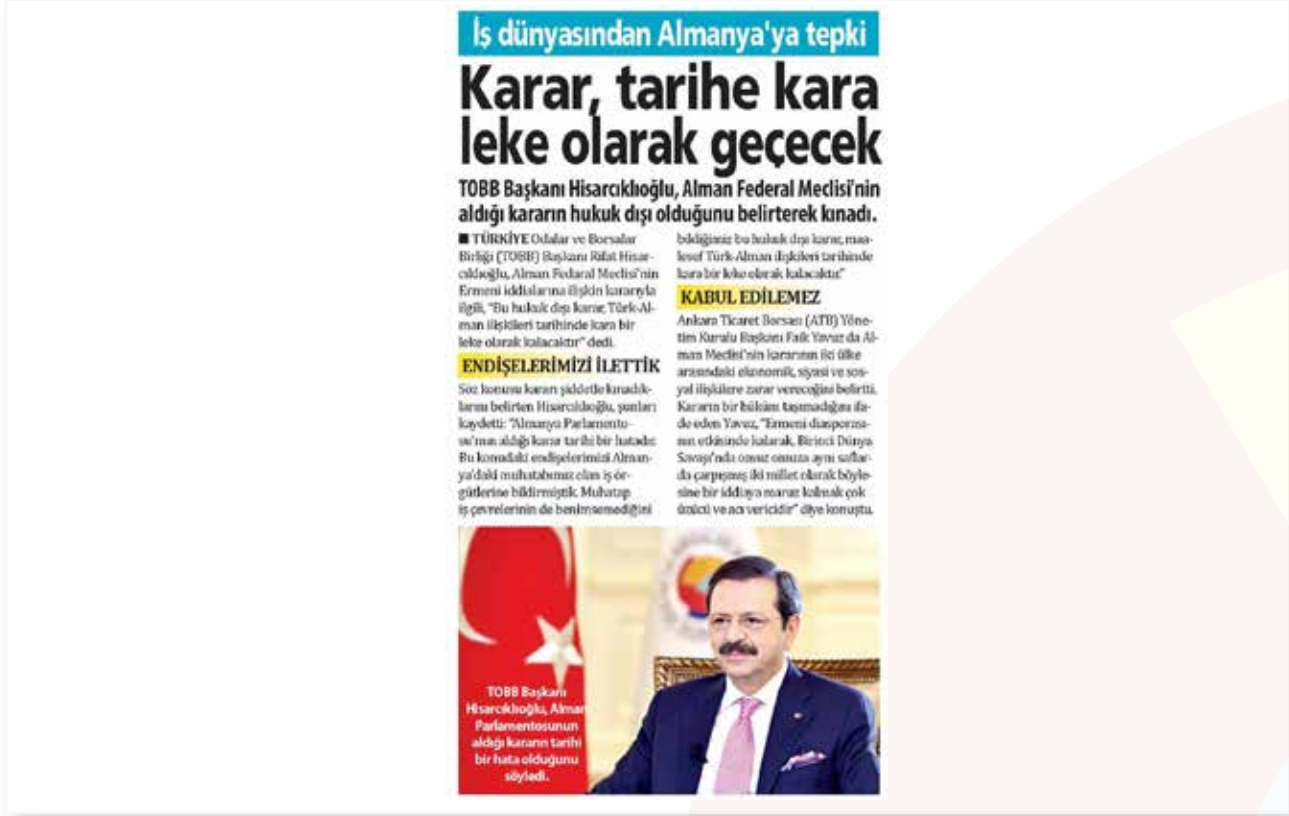 İş dünyasından Almanya'ya tepki
Karar, tarihe kara
leke olarak geçecek
TOBB Başkanı Hisarcıklıoğlu, Alman Federal Meclisi'nin
aldığı kararın hukuk dışı olduğunu belirterek kınadı.
■ TÜRKİYE Odalar ve Borsalar
Birliği (TOBB) Başkanı Rifat Hisar-
cıklıoğlu, Alman Federal Meclisi'nin
Ermeni iddialarına ilişkin kararıyla
ilgili, "Bu hukuk dışı karar, Türk-Al-
man ilişkileri tarihinde kara bir
leke olarak kalacaktır" dedi.
ENDİŞELERİMİZİ İLETTİK
Söz konusu kararı şiddetle kınadık-
larını belirten Hisarcıklıoğlu, şunları
kaydetti: "Almanya Parlamento-
su'nun aldığı karar tarihi bir hatadır.
Bu konudaki endişelerimizi Alman-
ya'daki muhatabımız olan iş ör-
gütlerine bildirmiştik. Muhatap
iş çevrelerinin de benimsemediğini
bildiğimiz bu hukuk dışı karar, maa-
lesef Türk-Alman ilişkileri tarihinde
kara bir leke olarak kalacaktır."
KABUL EDİLEMEZ
Ankara Ticaret Borsası (ATB) Yöne-
tim Kurulu Başkanı Faik Yavuz da Al-
man Meclisi'nin kararının iki ülke
arasındaki ekonomik, siyasi ve sos-
yal ilişkilere zarar vereceğini belirtti.
Kararın bir hüküm taşımadığını ifa-
de eden Yavuz, "Ermeni diasporası-
nın etkisinde kalarak, Birinci Dünya
Savaşı'nda omuz omuza aynı saflar-
da çarpışmış iki millet olarak böyle-
sine bir iddiaya maruz kalmak çok
üzücü ve acı vericidir" diye konuştu.
TOBB Başkanı
Hisarcıklıoğlu, Alman
Parlamentosunun
aldığı kararın tarihi
bir hata olduğunu
söyledi.